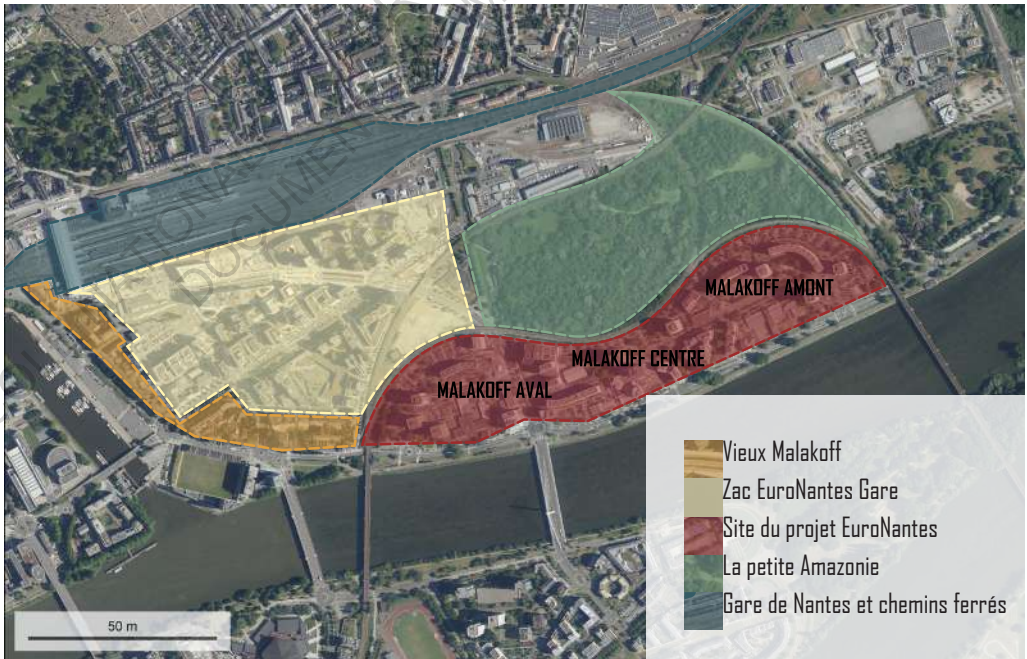 MALAKOFF AMONT
MALAKOFF CENTRE
MALAKOFF AVAL
Vieux Malakoff
Zac EuroNantes Gare
Site du projet EuroNantes
La petite Amazonie
Gare de Nantes et chemins ferrés
50 m